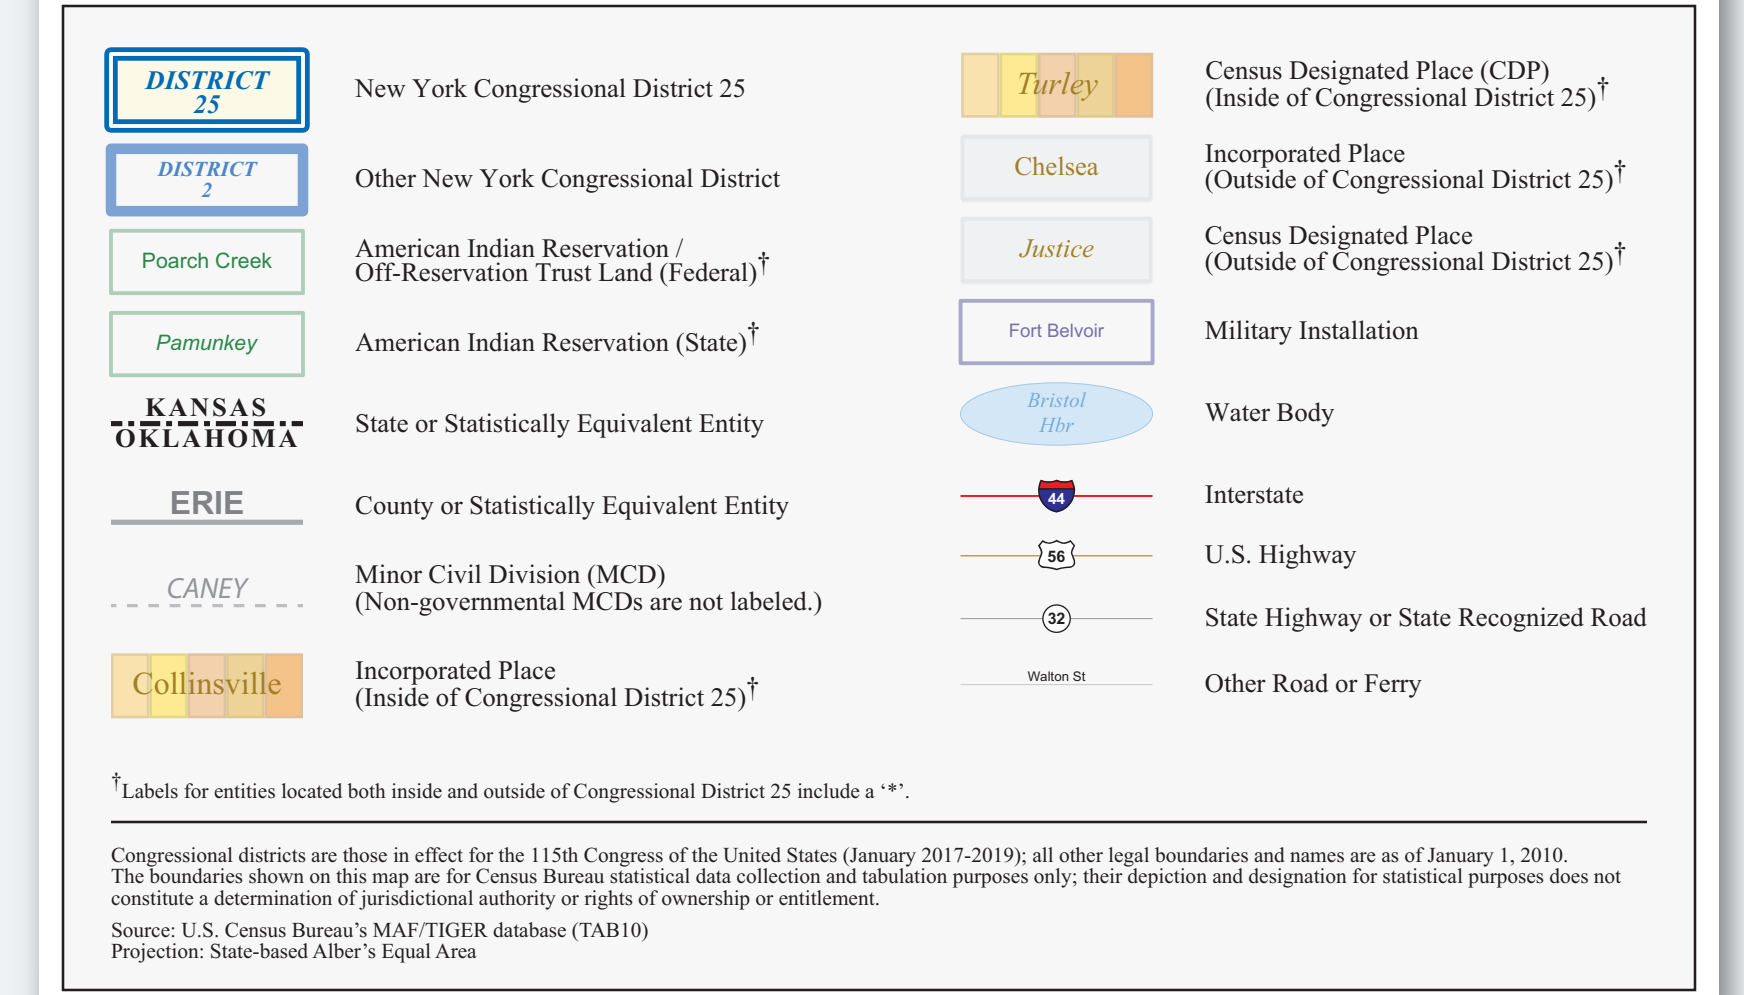 DISTRICT
25
New York Congressional District 25
DISTRICT
2
Other New York Congressional District
Poarch Creek
American Indian Reservation /
Off-Reservation Trust Land (Federal)†
Pamunkey
American Indian Reservation (State)†
KANSAS
OKLAHOMA
State or Statistically Equivalent Entity
ERIE
County or Statistically Equivalent Entity
CANEY
Minor Civil Division (MCD)
(Non-governmental MCDs are not labeled.)
Collinsville
Incorporated Place
(Inside of Congressional District 25)†
Turley
Census Designated Place (CDP)
(Inside of Congressional District 25)†
Chelsea
Incorporated Place
(Outside of Congressional District 25)†
Justice
Census Designated Place
(Outside of Congressional District 25)†
Fort Belvoir
Military Installation
Bristol
Hbr
Water Body
44
Interstate
56
U.S. Highway
32
State Highway or State Recognized Road
Walton St
Other Road or Ferry
†Labels for entities located both inside and outside of Congressional District 25 include a ‘*’.
Congressional districts are those in effect for the 115th Congress of the United States (January 2017-2019); all other legal boundaries and names are as of January 1, 2010.
The boundaries shown on this map are for Census Bureau statistical data collection and tabulation purposes only; their depiction and designation for statistical purposes does not
constitute a determination of jurisdictional authority or rights of ownership or entitlement.
Source: U.S. Census Bureau’s MAF/TIGER database (TAB10)
Projection: State-based Alber’s Equal Area